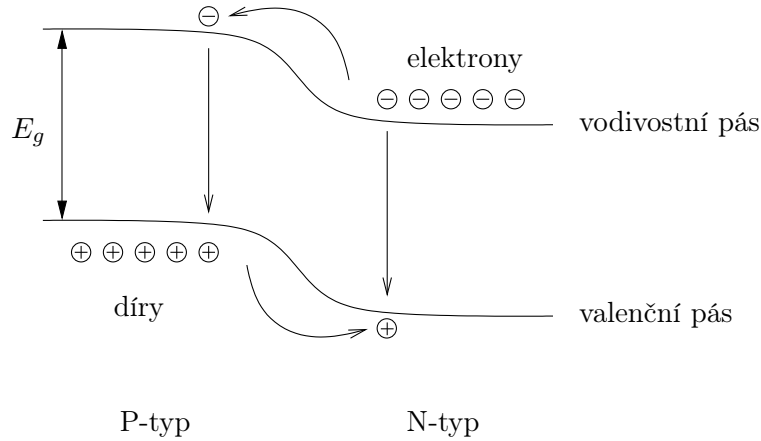 elektrony
vodivostní pás
E_g
díry
valenční pás
P-typ
N-typ